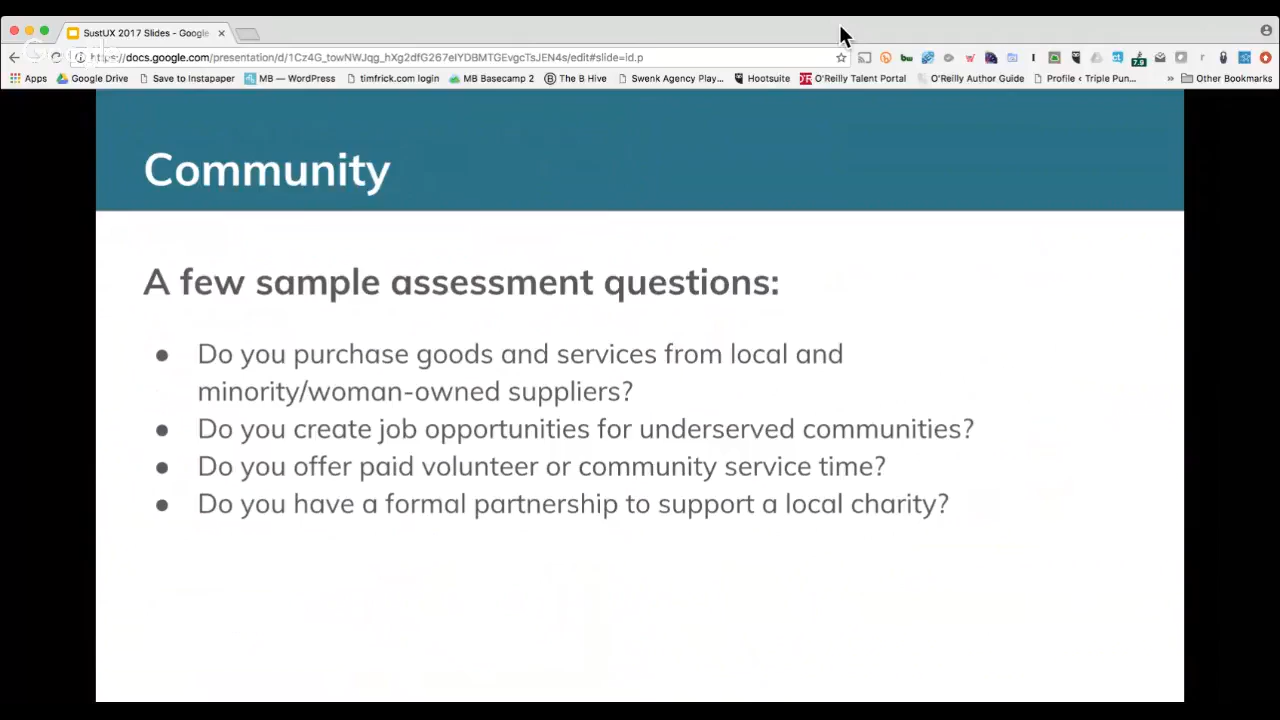 SustUX 2017 Slides - Google
https://docs.google.com/presentation/d/
Apps Google Drive Save to Instapaper MB — WordPress timfrick.com login MB Basecamp 2 The B Hive Swenk Agency Play... Hootsuite O'Reilly Talent Portal O'Reilly Author Guide Profile ‹ Triple Pun... » Other Bookmarks
Community
A few sample assessment questions:
● Do you purchase goods and services from local and
minority/woman-owned suppliers?
● Do you create job opportunities for underserved communities?
● Do you offer paid volunteer or community service time?
● Do you have a formal partnership to support a local charity?